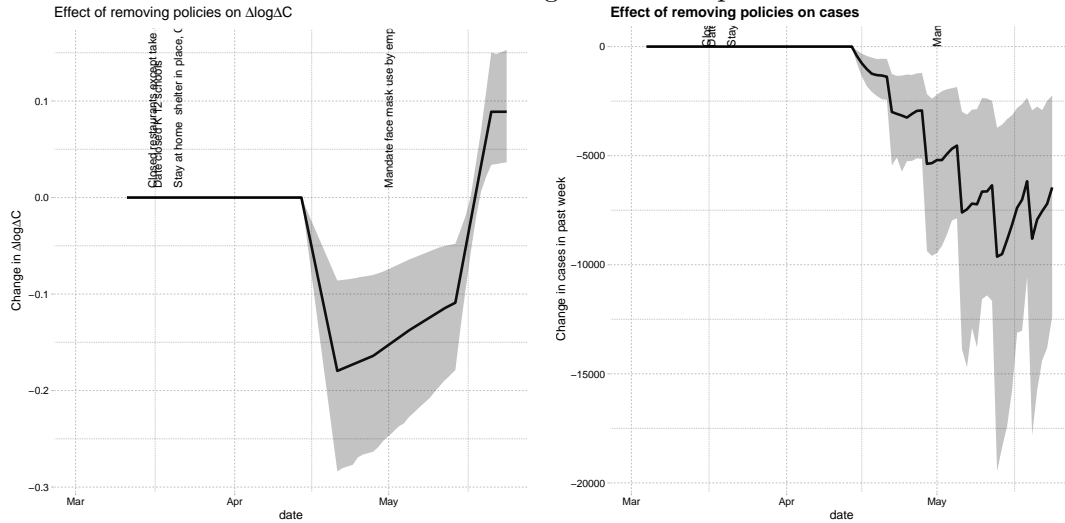 Effect of removing policies on ΔlogΔC
Closed restaurants except take
Date closed K 12 schools
Stay at home shelter in place,
Mandate face mask use by emp
0.1
0.0
−0.1
−0.2
−0.3
Change in ΔlogΔC
Mar
Apr
May
date
Effect of removing policies on cases
Clos
Date
Stay
Man
0
−5000
−10000
−15000
−20000
Change in cases in past week
Mar
Apr
May
date